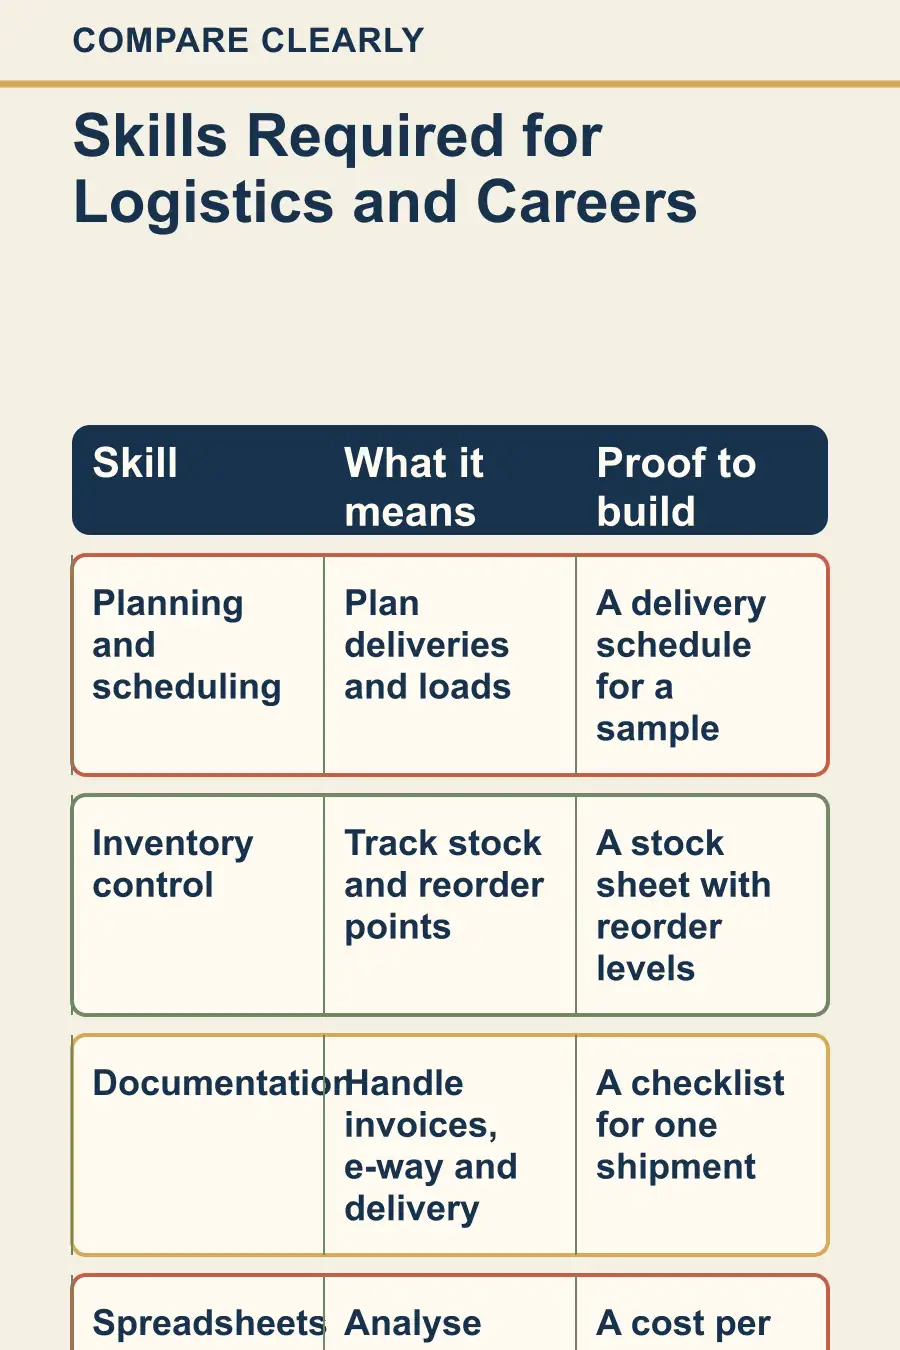 COMPARE CLEARLY
Skills Required for
Logistics and Careers
Skill
What it
means
Proof to
build
Planning
and
scheduling
Plan
deliveries
and loads
A delivery
schedule
for a
sample
Inventory
control
Track stock
and reorder
points
A stock
sheet with
reorder
levels
Documentation
Handle
invoices,
e-way and
delivery
A checklist
for one
shipment
Spreadsheets
Analyse
A cost per